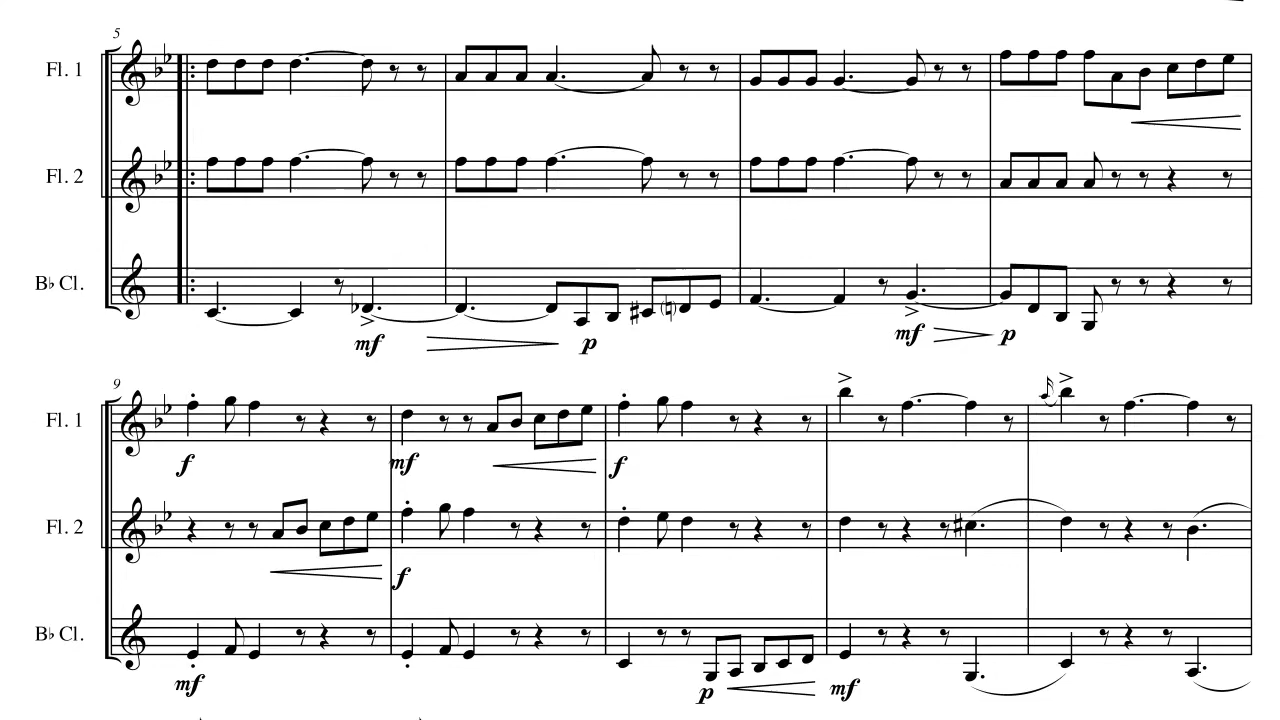 5
Fl. 1
Fl. 2
B♭ Cl.
mf p mf p
9
Fl. 1
f mf f
Fl. 2
f
B♭ Cl.
mf p mf